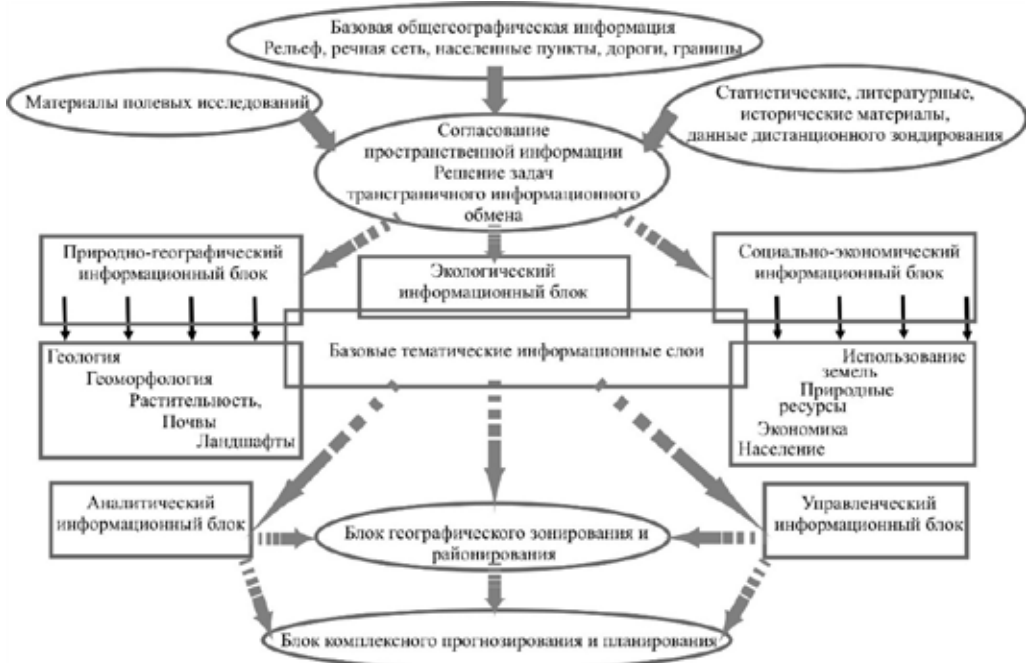 Базовая общегеографическая информация
Рельеф, речная сеть, населенные пункты, дороги, границы
Материалы полевых исследований
Статистические, литературные,
исторические материалы,
данные дистанционного зондирования
Согласование
пространственной информации
Решение задач
трансграничного информационного
обмена
Природно-географический
информационный блок
Экологический
информационный блок
Социально-экономический
информационный блок
Базовые тематические информационные слои
Геология
Геоморфология
Растительность,
Почвы
Ландшафты
Использование
земель
Природные
ресурсы
Экономика
Население
Аналитический
информационный блок
Управленческий
информационный блок
Блок географического зонирования и
районирования
Блок комплексного прогнозирования и планирования